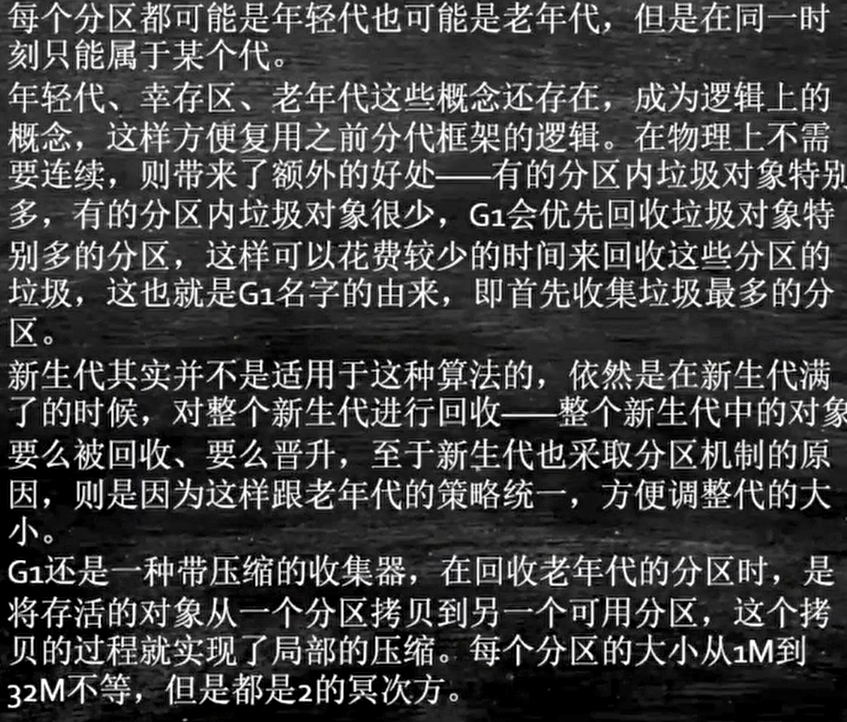 每个分区都可能是年轻代也可能是老年代，但是在同一时
刻只能属于某个代。
年轻代、幸存区、老年代这些概念还存在，成为逻辑上的
概念，这样方便复用之前分代框架的逻辑。在物理上不需
要连续，则带来了额外的好处——有的分区内垃圾对象特别
多，有的分区内垃圾对象很少，G1会优先回收垃圾对象特
别多的分区，这样可以花费较少的时间来回收这些分区的
垃圾，这也就是G1名字的由来，即首先收集垃圾最多的分
区。
新生代其实并不是适用于这种算法的，依然是在新生代满
了的时候，对整个新生代进行回收——整个新生代中的对象
要么被回收、要么晋升，至于新生代也采取分区机制的原
因，则是因为这样跟老年代的策略统一，方便调整代的大
小。
G1还是一种带压缩的收集器，在回收老年代的分区时，是
将存活的对象从一个分区拷贝到另一个可用分区，这个拷
贝的过程就实现了局部的压缩。每个分区的大小从1M到
32M不等，但是都是2的冥次方。